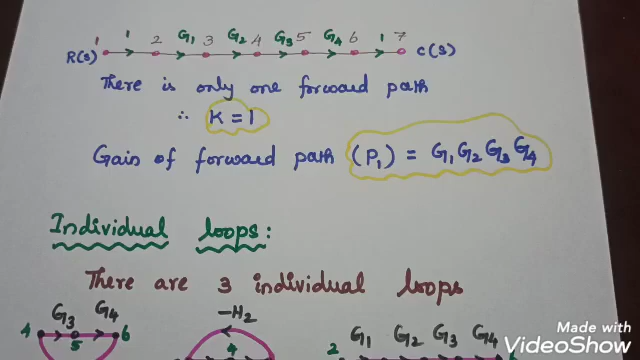 1 1 2 G1 3 G2 4 G3 5 G4 6 1 7
R(s) C(s)
There is only one forward path
∴ K = 1
Gain of forward path (P1) = G1 G2 G3 G4
Individual loops:
There are 3 individual loops
G3 G4 -H2 G1 G2 G3 G4
4 5 6 4 2
Made with
VideoShow